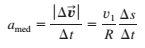 a_med = |Δv⃗| / Δt = v₁ / R Δs / Δt